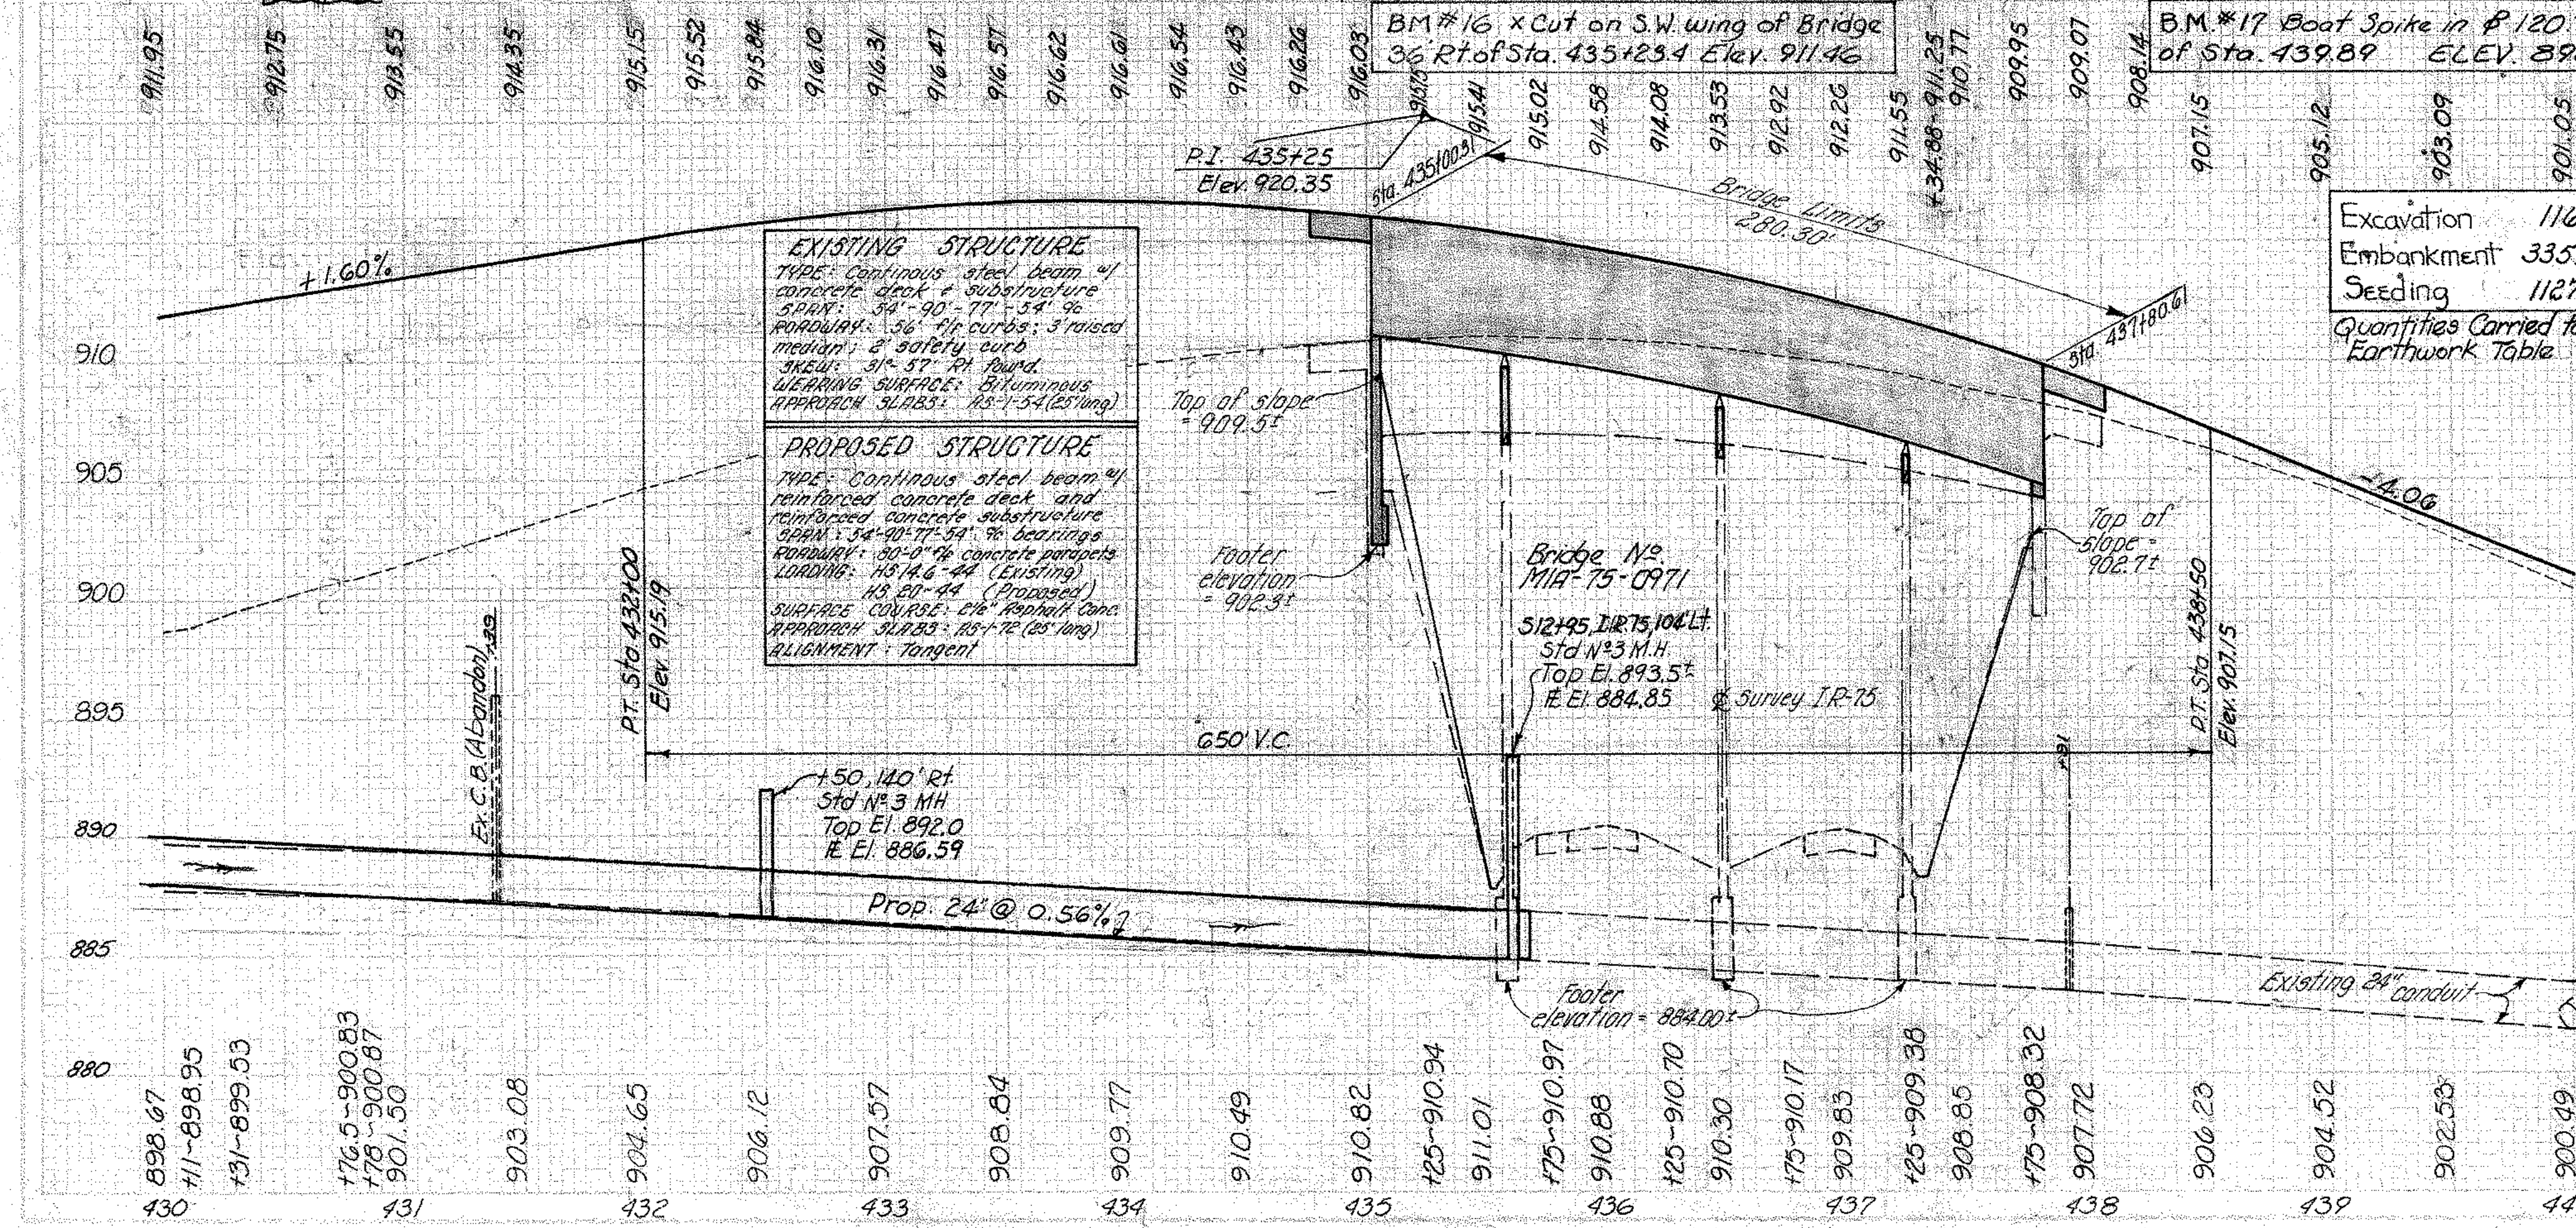 911.95
912.75
913.55
914.35
915.15
915.52
915.84
916.10
916.31
916.47
916.57
916.62
916.61
916.54
916.43
916.26
916.03
915.41
915.02
914.58
914.08
913.53
912.92
912.26
911.55
+34.88-911.25
910.77
909.95
909.07
908.14
907.15
905.12
903.09
901.05
BM#16 x Cut on S.W. wing of Bridge
36' Rt. of Sta. 435+23.4 Elev. 911.46
B.M.#17 Boat Spike in 120.
of Sta. 439.89 ELEV. 89
P.I. 435+25
Elev. 920.35
Sta. 435+00.31
Bridge Limits
280.30'
Sta. 437+80.61
Excavation 116
Embankment 335
Seeding 1127
Quantities Carried to
Earthwork Table
+1.60%
-4.06
EXISTING STRUCTURE
TYPE: Continous steel beam w/
concrete deck & substructure
SPAN: 54'-90'-77'-54' c/c
ROADWAY: 56' f/f curbs; 3' raised
median; 2' safety curb
SKEW: 31°-57' Rt fow'd.
WEARING SURFACE: Bituminous
APPROACH SLABS: AS-1-54 (25' long)
PROPOSED STRUCTURE
TYPE: Continous steel beam w/
reinforced concrete deck and
reinforced concrete substructure
SPAN: 54'-90'-77'-54' c/c bearings
ROADWAY: 80'-0" f/f concrete parapets
LOADING: HS 14.6-44 (Existing)
HS 20-44 (Proposed)
SURFACE COURSE: Asphalt Conc.
APPROACH SLABS: AS-1-72 (25' long)
ALIGNMENT: Tangent
910
905
900
895
890
885
880
Top of slope
= 909.5±
Footer
elevation
= 902.3±
Bridge Nº
MIA-75-0971
512+95, I.R. 75, 104' Lt.
Std Nº 3 M.H.
Top El. 893.5±
℄ El. 884.85
℄ Survey I.R-75
Top of
slope =
902.7±
P.T. Sta 432+00
Elev 915.19
P.T. Sta 438+50
Elev. 907.15
650' V.C.
Ex. C.B. (Abandon)
+39
+50, 140' Rt.
Std Nº 3 MH
Top El. 892.0
℄ El. 886.59
+91
Prop. 24" @ 0.56%
Footer
elevation = 884.00±
Existing 24" conduit
898.67
+11-898.95
+31-899.53
+76.5-900.83
+78-900.87
901.50
903.08
904.65
906.12
907.57
908.84
909.77
910.49
910.82
+25-910.94
911.01
+75-910.97
910.88
+25-910.70
910.30
+75-910.17
909.83
+25-909.38
908.85
+75-908.32
907.72
906.23
904.52
902.53
900.49
430
431
432
433
434
435
436
437
438
439
44